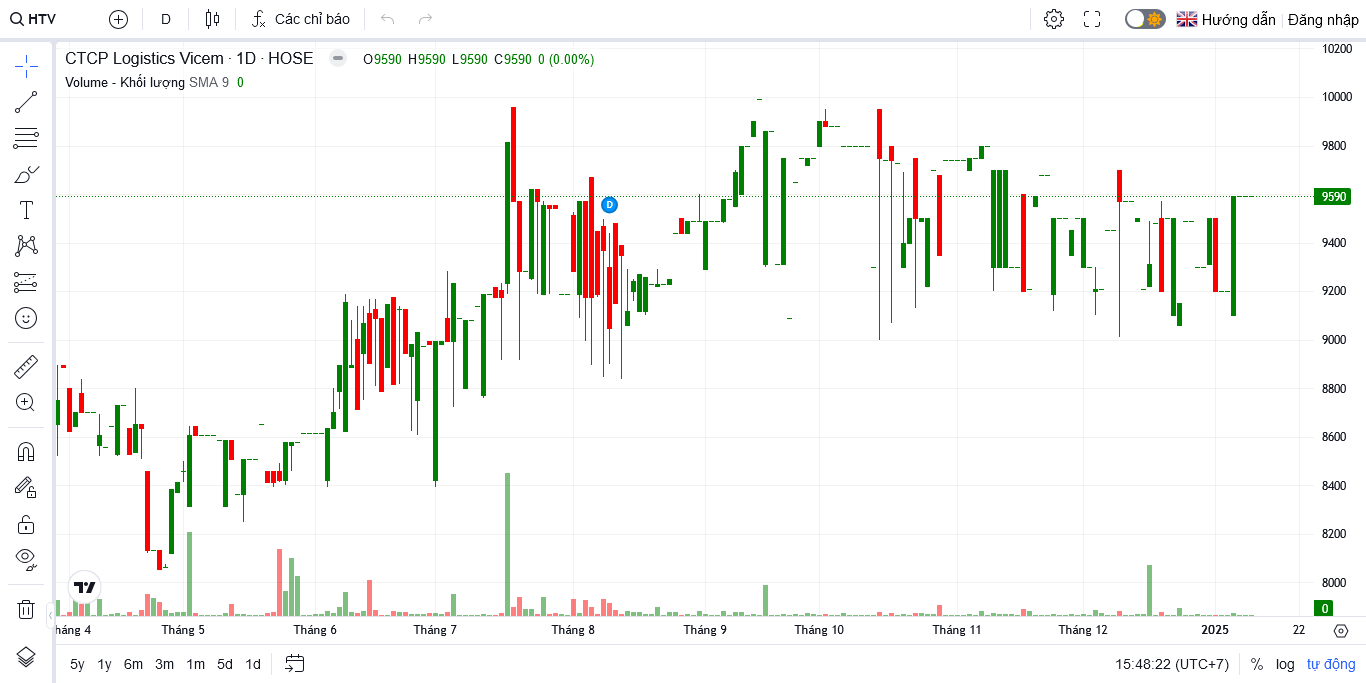 HTV D Các chỉ báo Hướng dẫn Đăng nhập
CTCP Logistics Vicem · 1D · HOSE O9590 H9590 L9590 C9590 0 (0.00%)
Volume - Khối lượng SMA 9 0
10200
10000
9800
9590
9400
9200
9000
8800
8600
8400
8200
8000
0
D
háng 4 Tháng 5 Tháng 6 Tháng 7 Tháng 8 Tháng 9 Tháng 10 Tháng 11 Tháng 12 2025 22
5y 1y 6m 3m 1m 5d 1d 15:48:22 (UTC+7) % log tự động